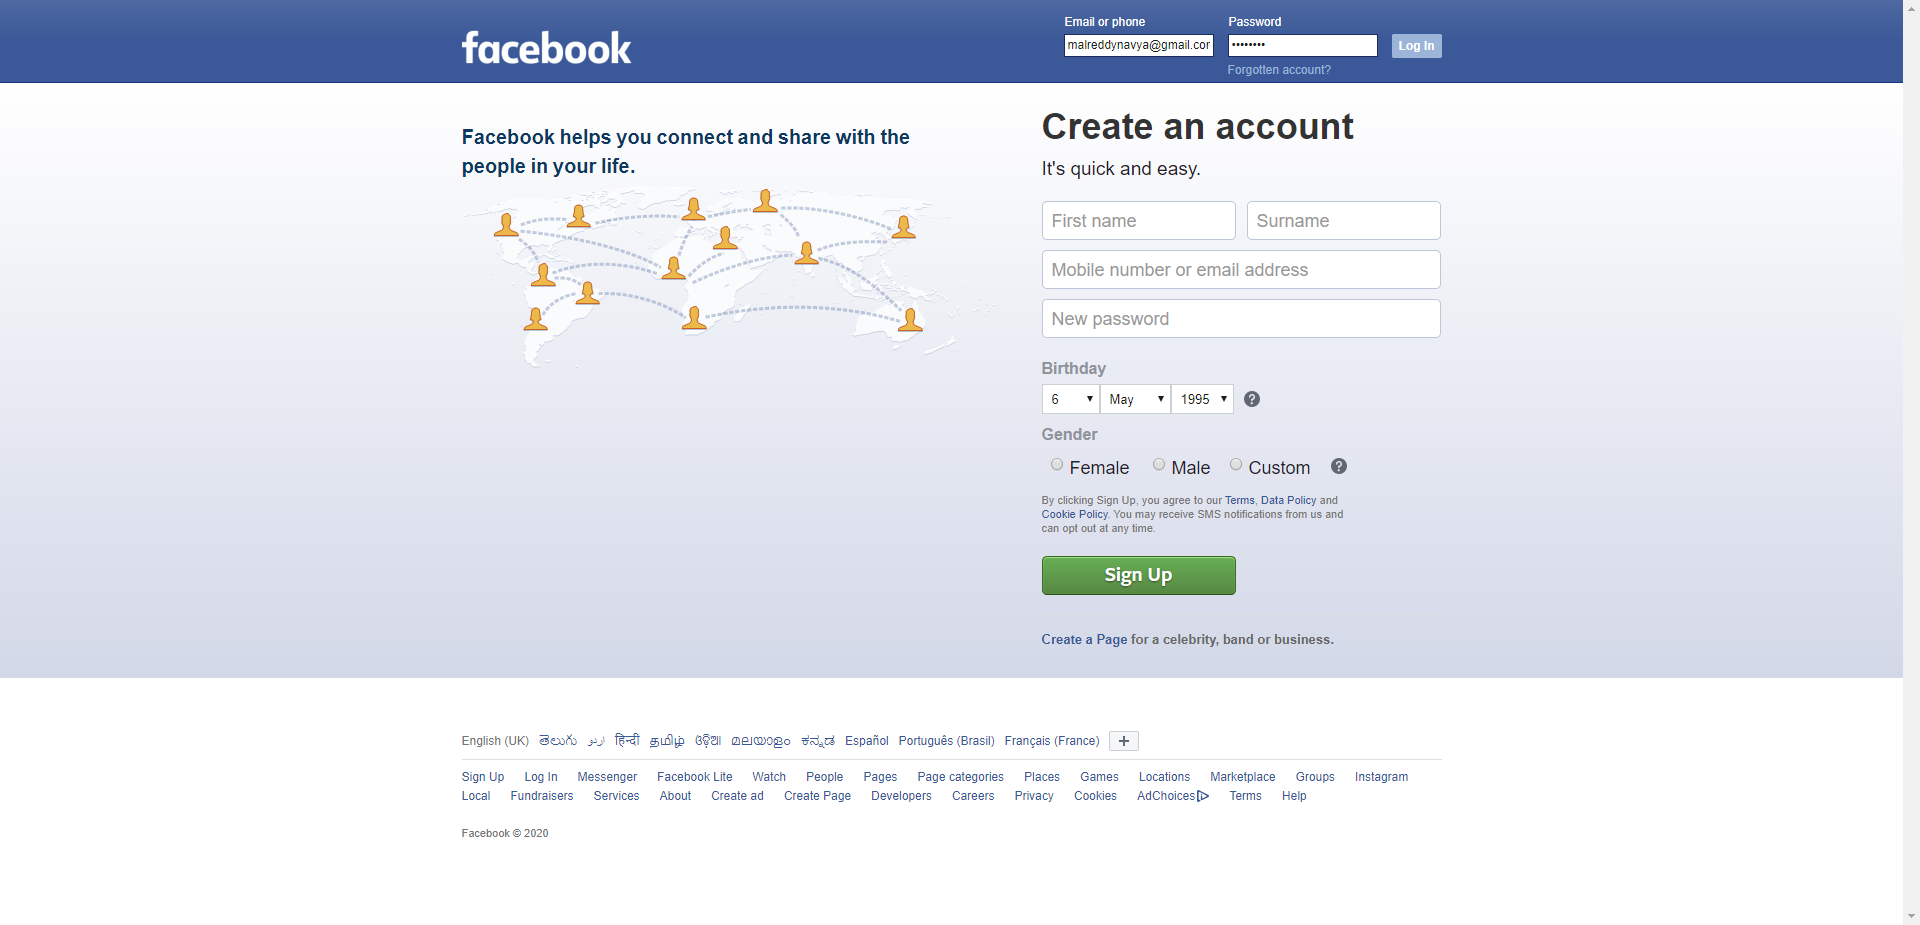 facebook
Email or phone
Password
malreddynavya@gmail.cor
••••••••
Log In
Forgotten account?
Facebook helps you connect and share with the
people in your life.
Create an account
It's quick and easy.
First name
Surname
Mobile number or email address
New password
Birthday
6 May 1995
Gender
Female Male Custom
By clicking Sign Up, you agree to our Terms, Data Policy and
Cookie Policy. You may receive SMS notifications from us and
can opt out at any time.
Sign Up
Create a Page for a celebrity, band or business.
English (UK) తెలుగు اردو हिन्दी தமிழ் ଓଡ଼ିଆ മലയാളം ಕನ್ನಡ Español Português (Brasil) Français (France) +
Sign Up Log In Messenger Facebook Lite Watch People Pages Page categories Places Games Locations Marketplace Groups Instagram
Local Fundraisers Services About Create ad Create Page Developers Careers Privacy Cookies AdChoices Terms Help
Facebook © 2020